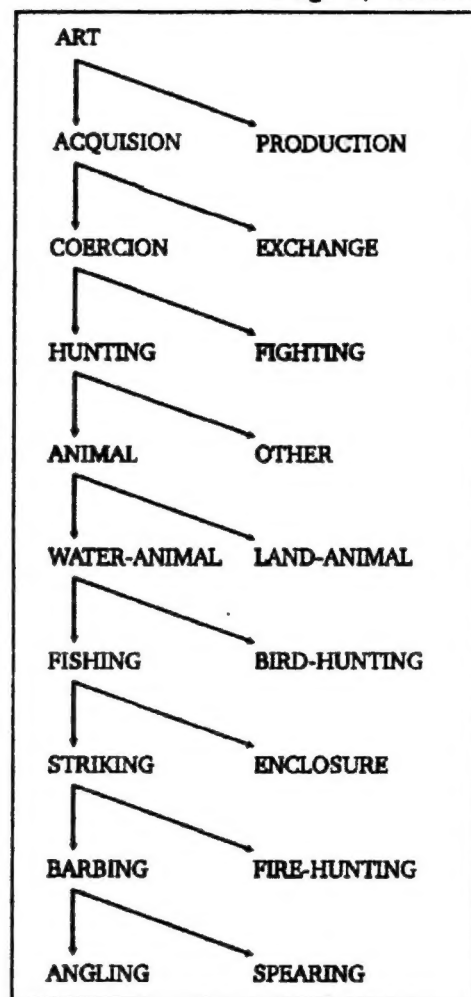 ART
ACQUISION PRODUCTION
COERCION EXCHANGE
HUNTING FIGHTING
ANIMAL OTHER
WATER-ANIMAL LAND-ANIMAL
FISHING BIRD-HUNTING
STRIKING ENCLOSURE
BARBING FIRE-HUNTING
ANGLING SPEARING